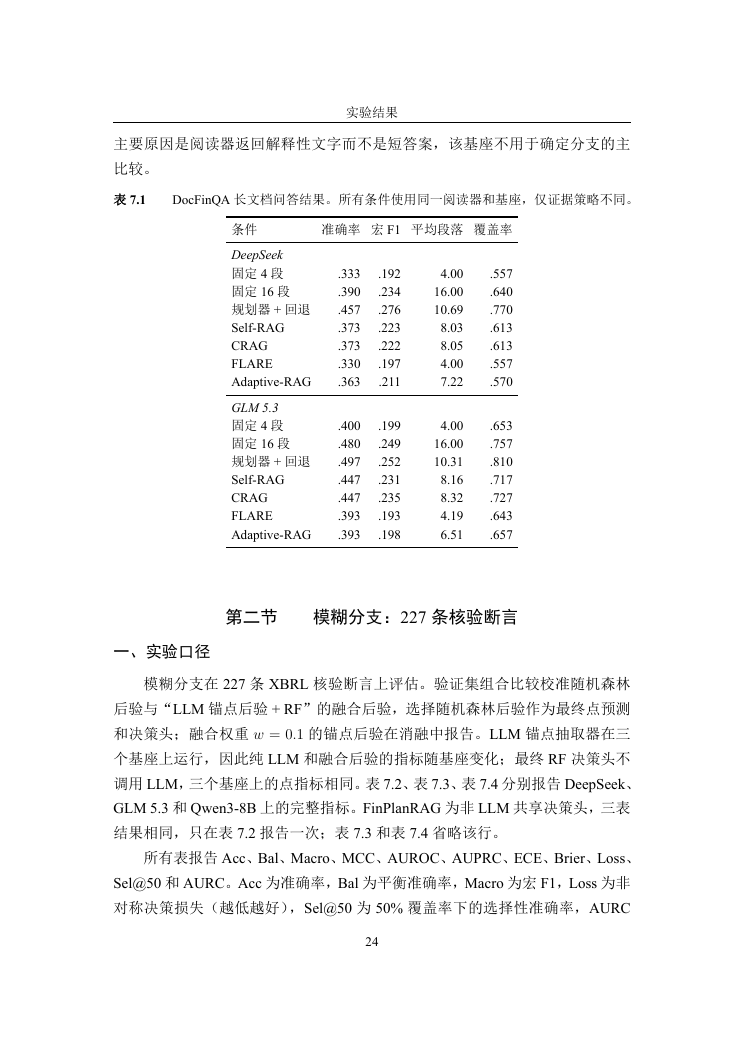 实验结果
主要原因是阅读器返回解释性文字而不是短答案，该基座不用于确定分支的主
比较。
表 7.1 DocFinQA 长文档问答结果。所有条件使用同一阅读器和基座，仅证据策略不同。
条件 准确率 宏 F1 平均段落 覆盖率
DeepSeek
固定 4 段 .333 .192 4.00 .557
固定 16 段 .390 .234 16.00 .640
规划器 + 回退 .457 .276 10.69 .770
Self-RAG .373 .223 8.03 .613
CRAG .373 .222 8.05 .613
FLARE .330 .197 4.00 .557
Adaptive-RAG .363 .211 7.22 .570
GLM 5.3
固定 4 段 .400 .199 4.00 .653
固定 16 段 .480 .249 16.00 .757
规划器 + 回退 .497 .252 10.31 .810
Self-RAG .447 .231 8.16 .717
CRAG .447 .235 8.32 .727
FLARE .393 .193 4.19 .643
Adaptive-RAG .393 .198 6.51 .657
第二节 模糊分支：227 条核验断言
一、实验口径
模糊分支在 227 条 XBRL 核验断言上评估。验证集组合比较校准随机森林
后验与“LLM 锚点后验 + RF”的融合后验，选择随机森林后验作为最终点预测
和决策头；融合权重 w = 0.1 的锚点后验在消融中报告。LLM 锚点抽取器在三
个基座上运行，因此纯 LLM 和融合后验的指标随基座变化；最终 RF 决策头不
调用 LLM，三个基座上的点指标相同。表 7.2、表 7.3、表 7.4 分别报告 DeepSeek、
GLM 5.3 和 Qwen3-8B 上的完整指标。FinPlanRAG 为非 LLM 共享决策头，三表
结果相同，只在表 7.2 报告一次；表 7.3 和表 7.4 省略该行。
所有表报告 Acc、Bal、Macro、MCC、AUROC、AUPRC、ECE、Brier、Loss、
Sel@50 和 AURC。Acc 为准确率，Bal 为平衡准确率，Macro 为宏 F1，Loss 为非
对称决策损失（越低越好），Sel@50 为 50% 覆盖率下的选择性准确率，AURC
24